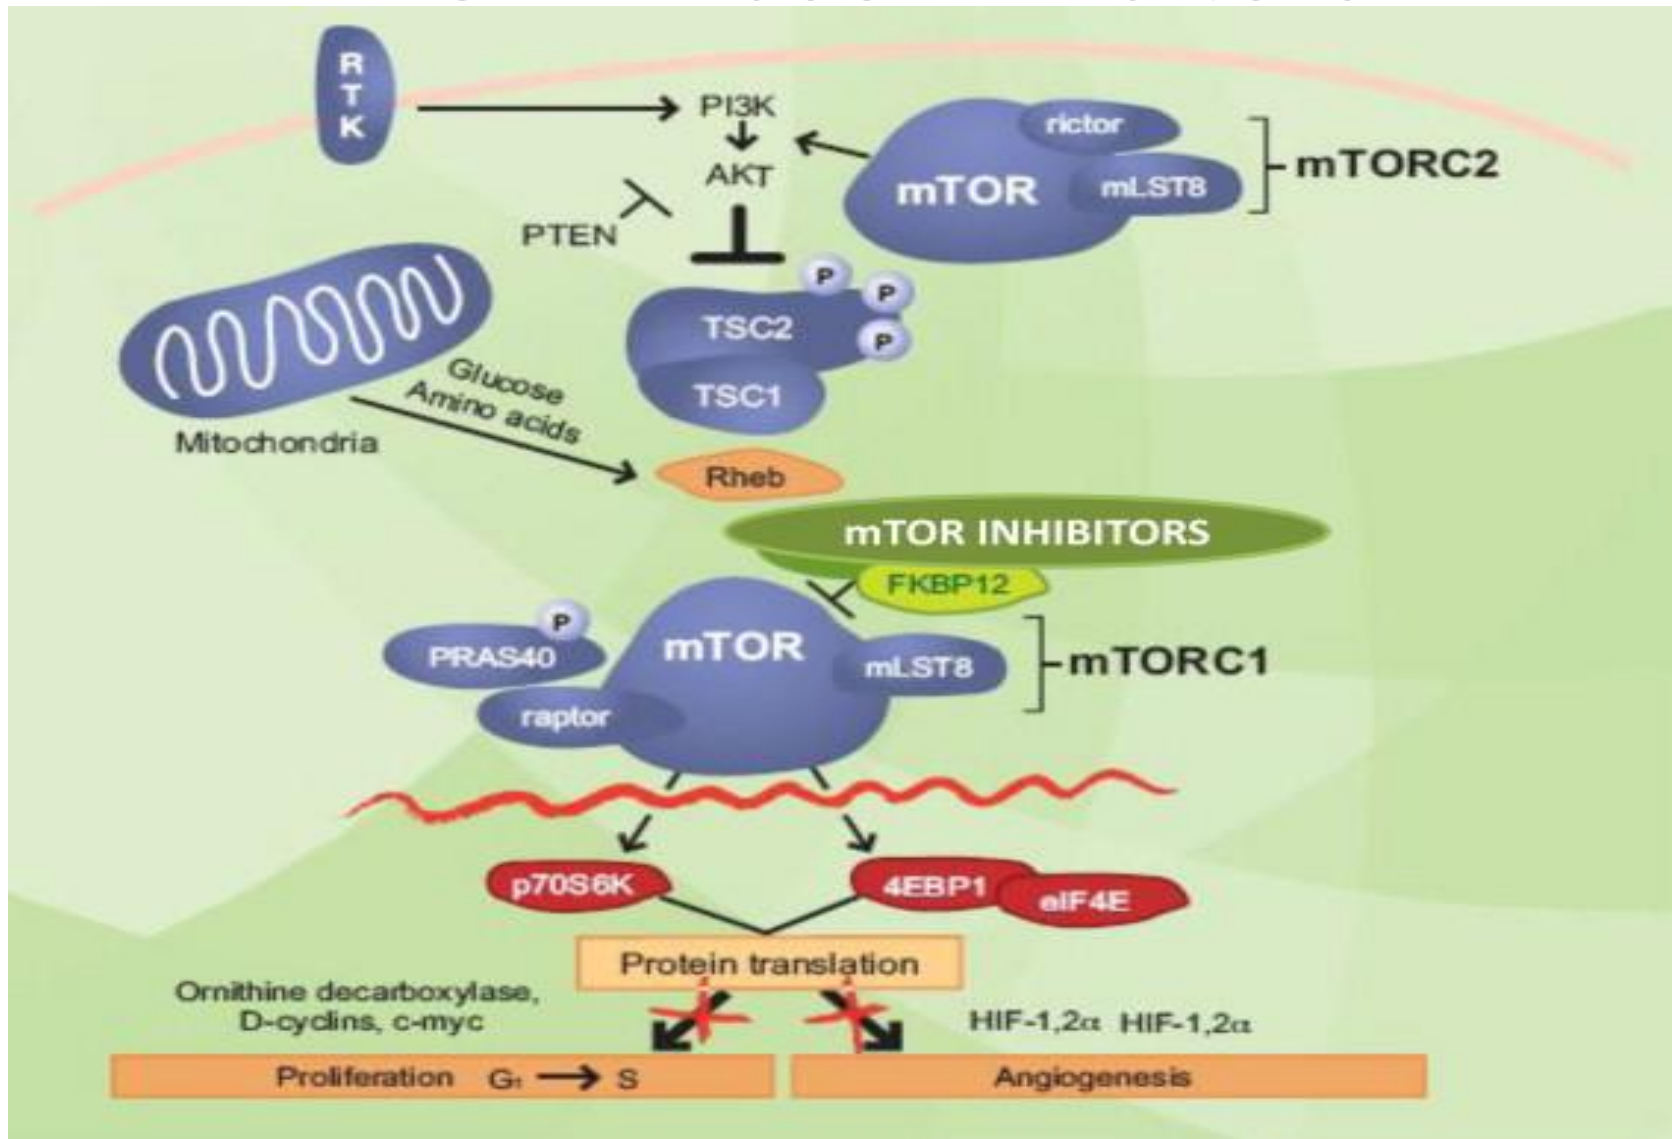 R
T
K
PI3K
AKT
PTEN
rictor
mTOR
mLST8
mTORC2
P
P
P
TSC2
TSC1
Glucose
Amino acids
Mitochondria
Rheb
mTOR INHIBITORS
FKBP12
P
PRAS40
mTOR
mLST8
raptor
mTORC1
p70S6K
4EBP1
eIF4E
Protein translation
Ornithine decarboxylase,
D-cyclins, c-myc
HIF-1,2α HIF-1,2α
Proliferation G₁ → S
Angiogenesis